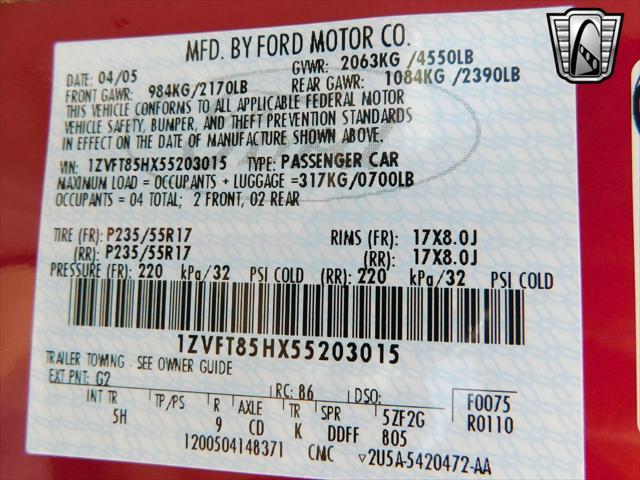 MFD. BY FORD MOTOR CO.
DATE: 04/05 GVWR: 2063KG /4550LB
FRONT GAWR: 984KG/2170LB REAR GAWR: 1084KG /2390LB
THIS VEHICLE CONFORMS TO ALL APPLICABLE FEDERAL MOTOR
VEHICLE SAFETY, BUMPER, AND THEFT PREVENTION STANDARDS
IN EFFECT ON THE DATE OF MANUFACTURE SHOWN ABOVE.
VIN: 1ZVFT85HX55203015 TYPE: PASSENGER CAR
MAXIMUM LOAD = OCCUPANTS + LUGGAGE =317KG/0700LB
OCCUPANTS = 04 TOTAL; 2 FRONT, 02 REAR
TIRE (FR): P235/55R17 RIMS (FR): 17X8.0J
(RR): P235/55R17 (RR): 17X8.0J
PRESSURE (FR): 220 kPa/32 PSI COLD (RR): 220 kPa/32 PSI COLD
1ZVFT85HX55203015
TRAILER TOWING - SEE OWNER GUIDE
EXT PNT: G2 RC: 86 DSO: F0075
INT TR TP/PS R AXLE TR SPR 5ZF2G R0110
5H 9 CD K DDFF 805
1200504148371 CMC ▽2U5A-5420472-AA